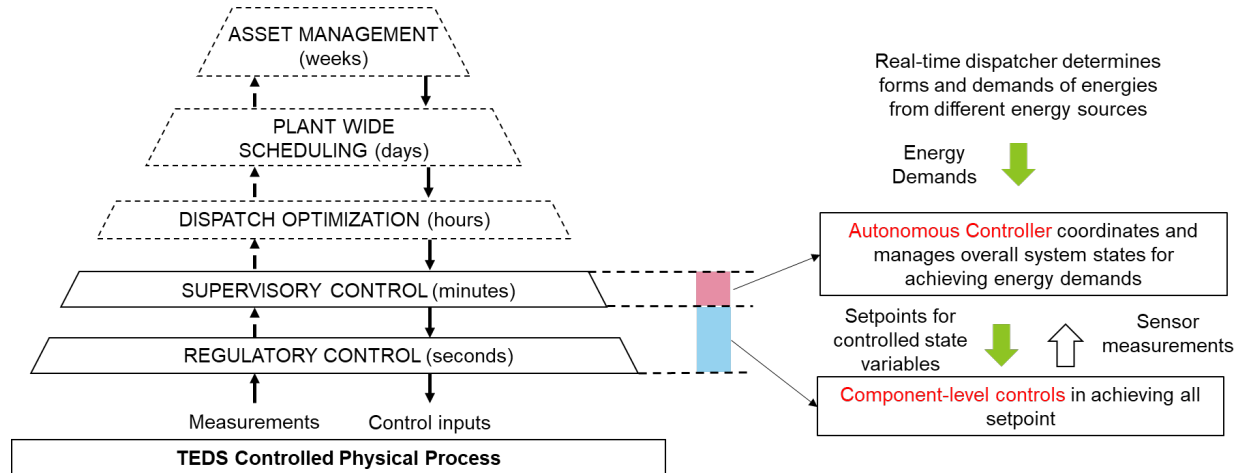 ASSET MANAGEMENT
(weeks)
PLANT WIDE
SCHEDULING (days)
DISPATCH OPTIMIZATION (hours)
SUPERVISORY CONTROL (minutes)
REGULATORY CONTROL (seconds)
Measurements
Control inputs
TEDS Controlled Physical Process
Real-time dispatcher determines
forms and demands of energies
from different energy sources
Energy
Demands
Autonomous Controller coordinates and
manages overall system states for
achieving energy demands
Setpoints for
controlled state
variables
Sensor
measurements
Component-level controls in achieving all
setpoint